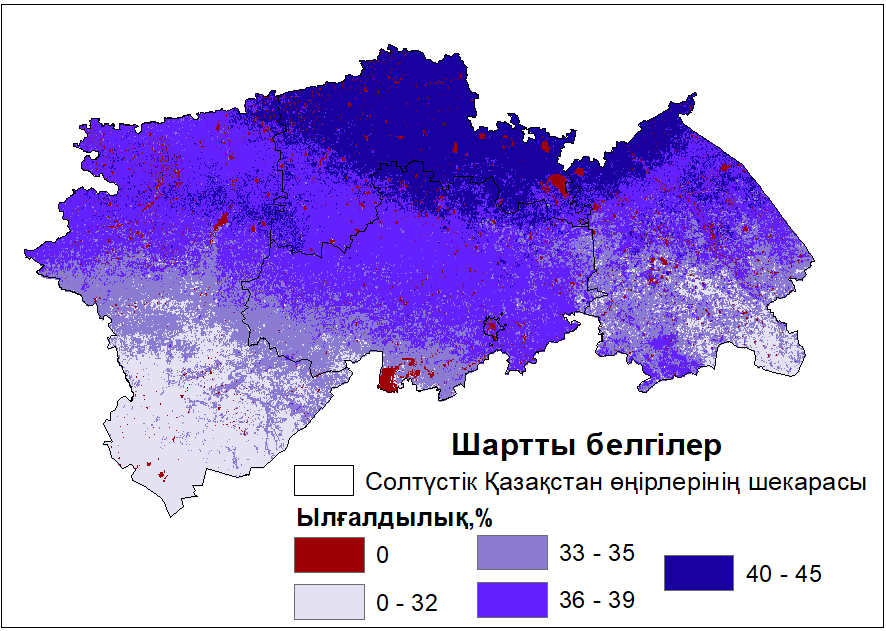 Шартты белгілер
Солтүстік Қазақстан өңірлерінің шекарасы
Ылғалдылық,%
0
0 - 32
33 - 35
36 - 39
40 - 45